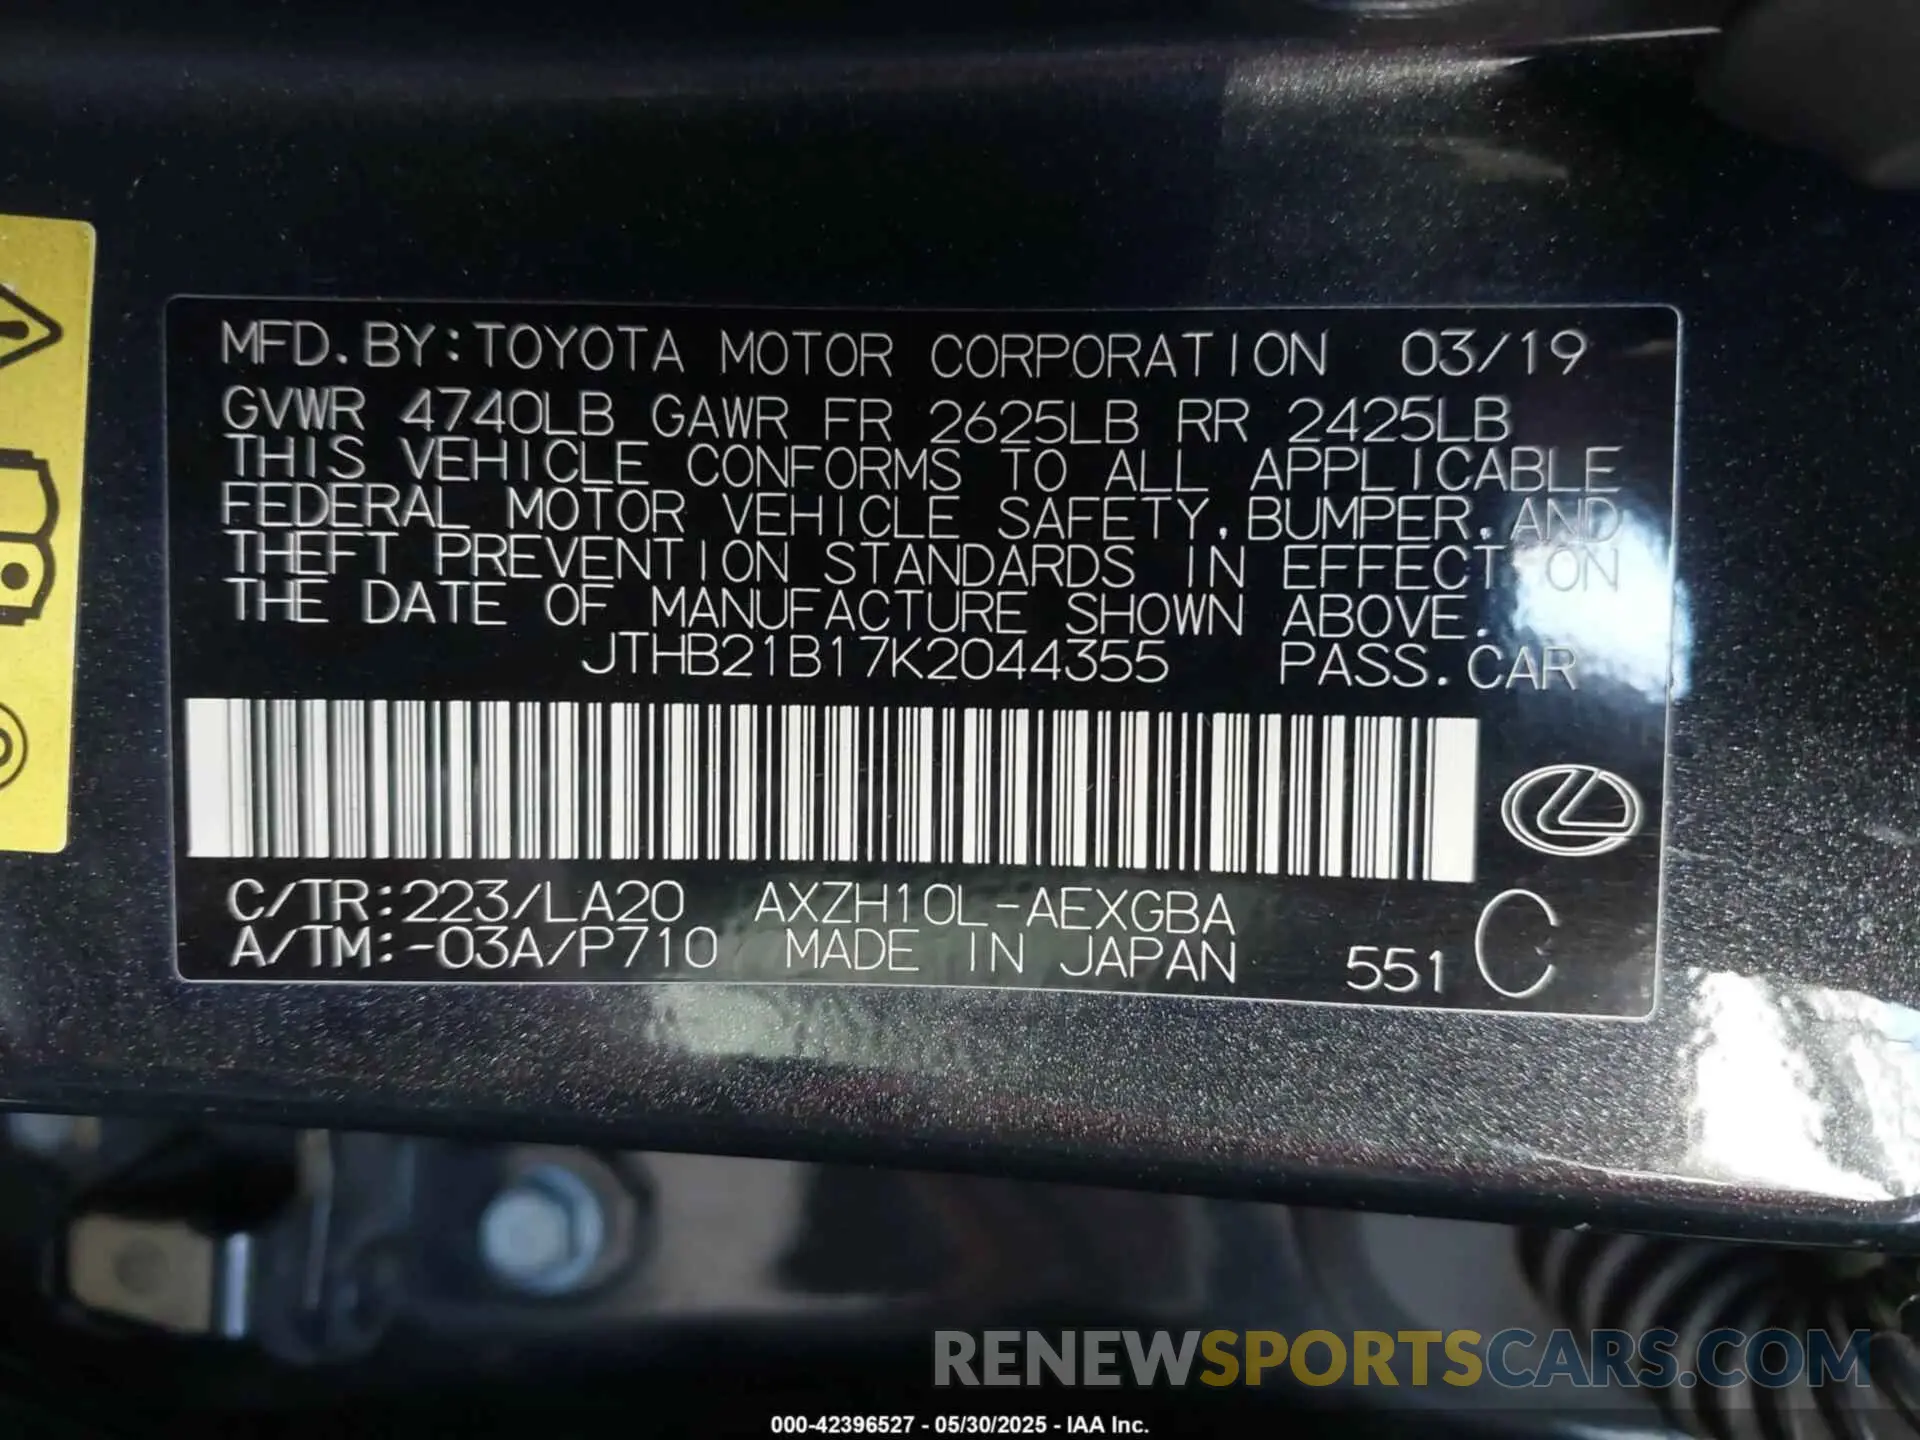 MFD.BY:TOYOTA MOTOR CORPORATION 03/19
GVWR 4740LB GAWR FR 2625LB RR 2425LB
THIS VEHICLE CONFORMS TO ALL APPLICABLE
FEDERAL MOTOR VEHICLE SAFETY,BUMPER,AND
THEFT PREVENTION STANDARDS IN EFFECT ON
THE DATE OF MANUFACTURE SHOWN ABOVE.
JTHB21B17K2044355 PASS.CAR
C/TR:223/LA20 AXZH10L-AEXGBA
A/TM:-03A/P710 MADE IN JAPAN 551 C
RENEWSPORTSCARS.COM
000-42396527 - 05/30/2025 - IAA Inc.